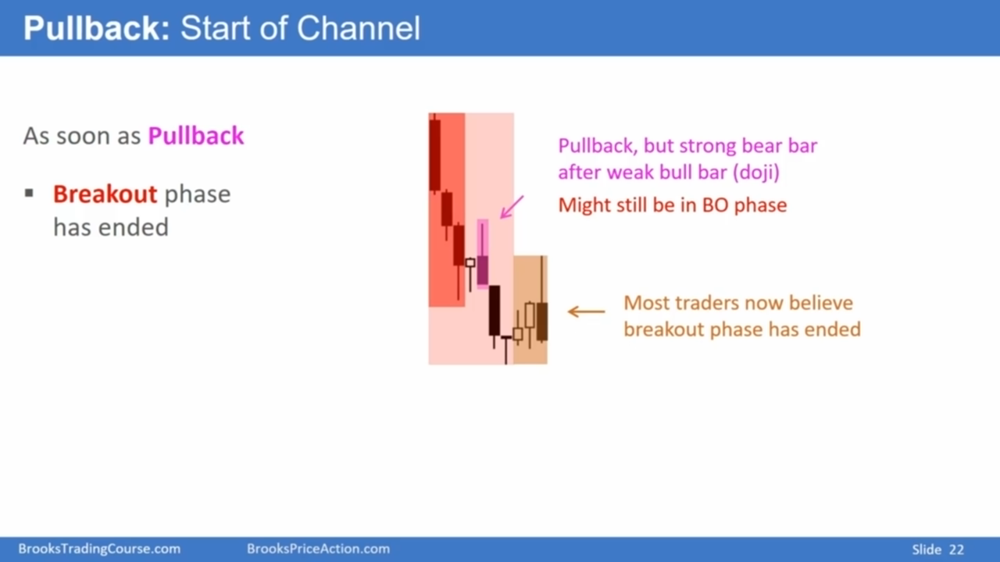 Pullback: Start of Channel
As soon as Pullback
▪ Breakout phase
has ended
Pullback, but strong bear bar
after weak bull bar (doji)
Might still be in BO phase
Most traders now believe
breakout phase has ended
BrooksTradingCourse.com
BrooksPriceAction.com
Slide 22